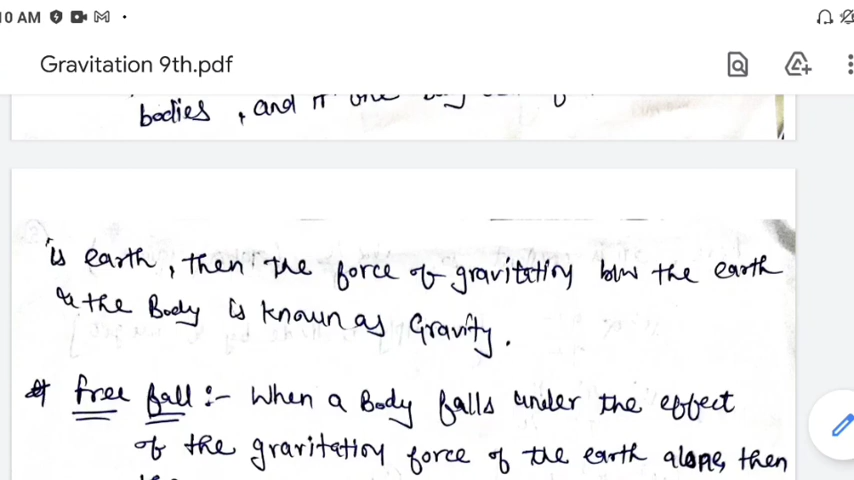 10 AM
Gravitation 9th.pdf
bodies, and if one
is earth, then the force of gravitation b/w the earth
& the Body is known as Gravity.
free fall :- When a Body falls under the effect
of the gravitation force of the earth alone, then